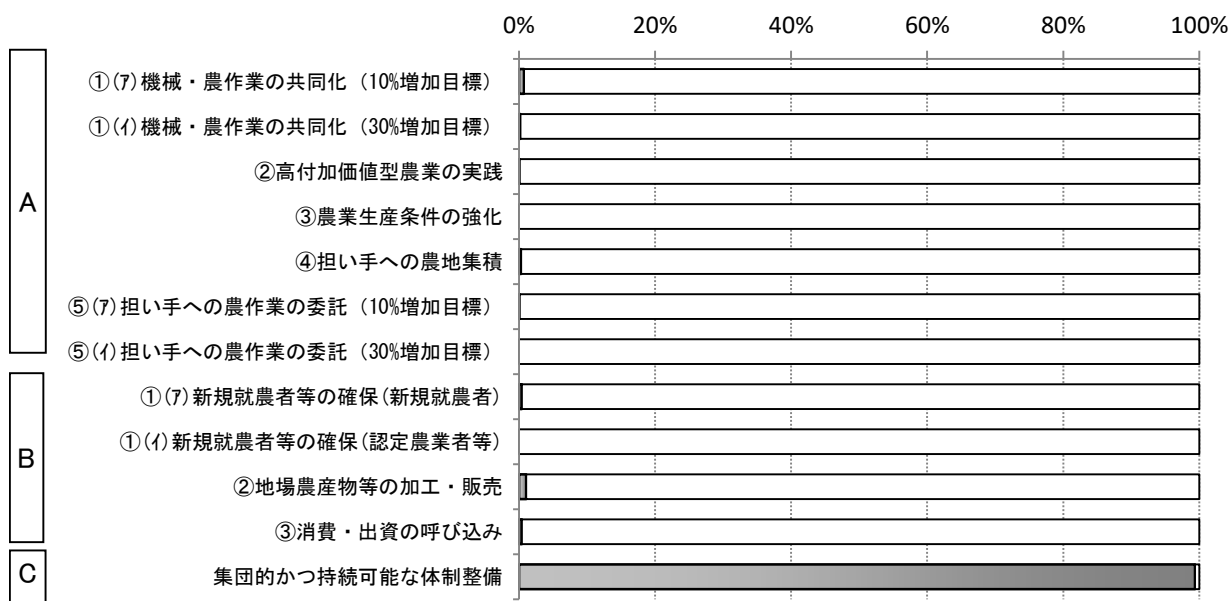 0% 20% 40% 60% 80% 100%
A
①(ｱ)機械・農作業の共同化（10%増加目標）
①(ｲ)機械・農作業の共同化（30%増加目標）
②高付加価値型農業の実践
③農業生産条件の強化
④担い手への農地集積
⑤(ｱ)担い手への農作業の委託（10%増加目標）
⑤(ｲ)担い手への農作業の委託（30%増加目標）
B
①(ｱ)新規就農者等の確保(新規就農者)
①(ｲ)新規就農者等の確保(認定農業者等)
②地場農産物等の加工・販売
③消費・出資の呼び込み
C
集団的かつ持続可能な体制整備